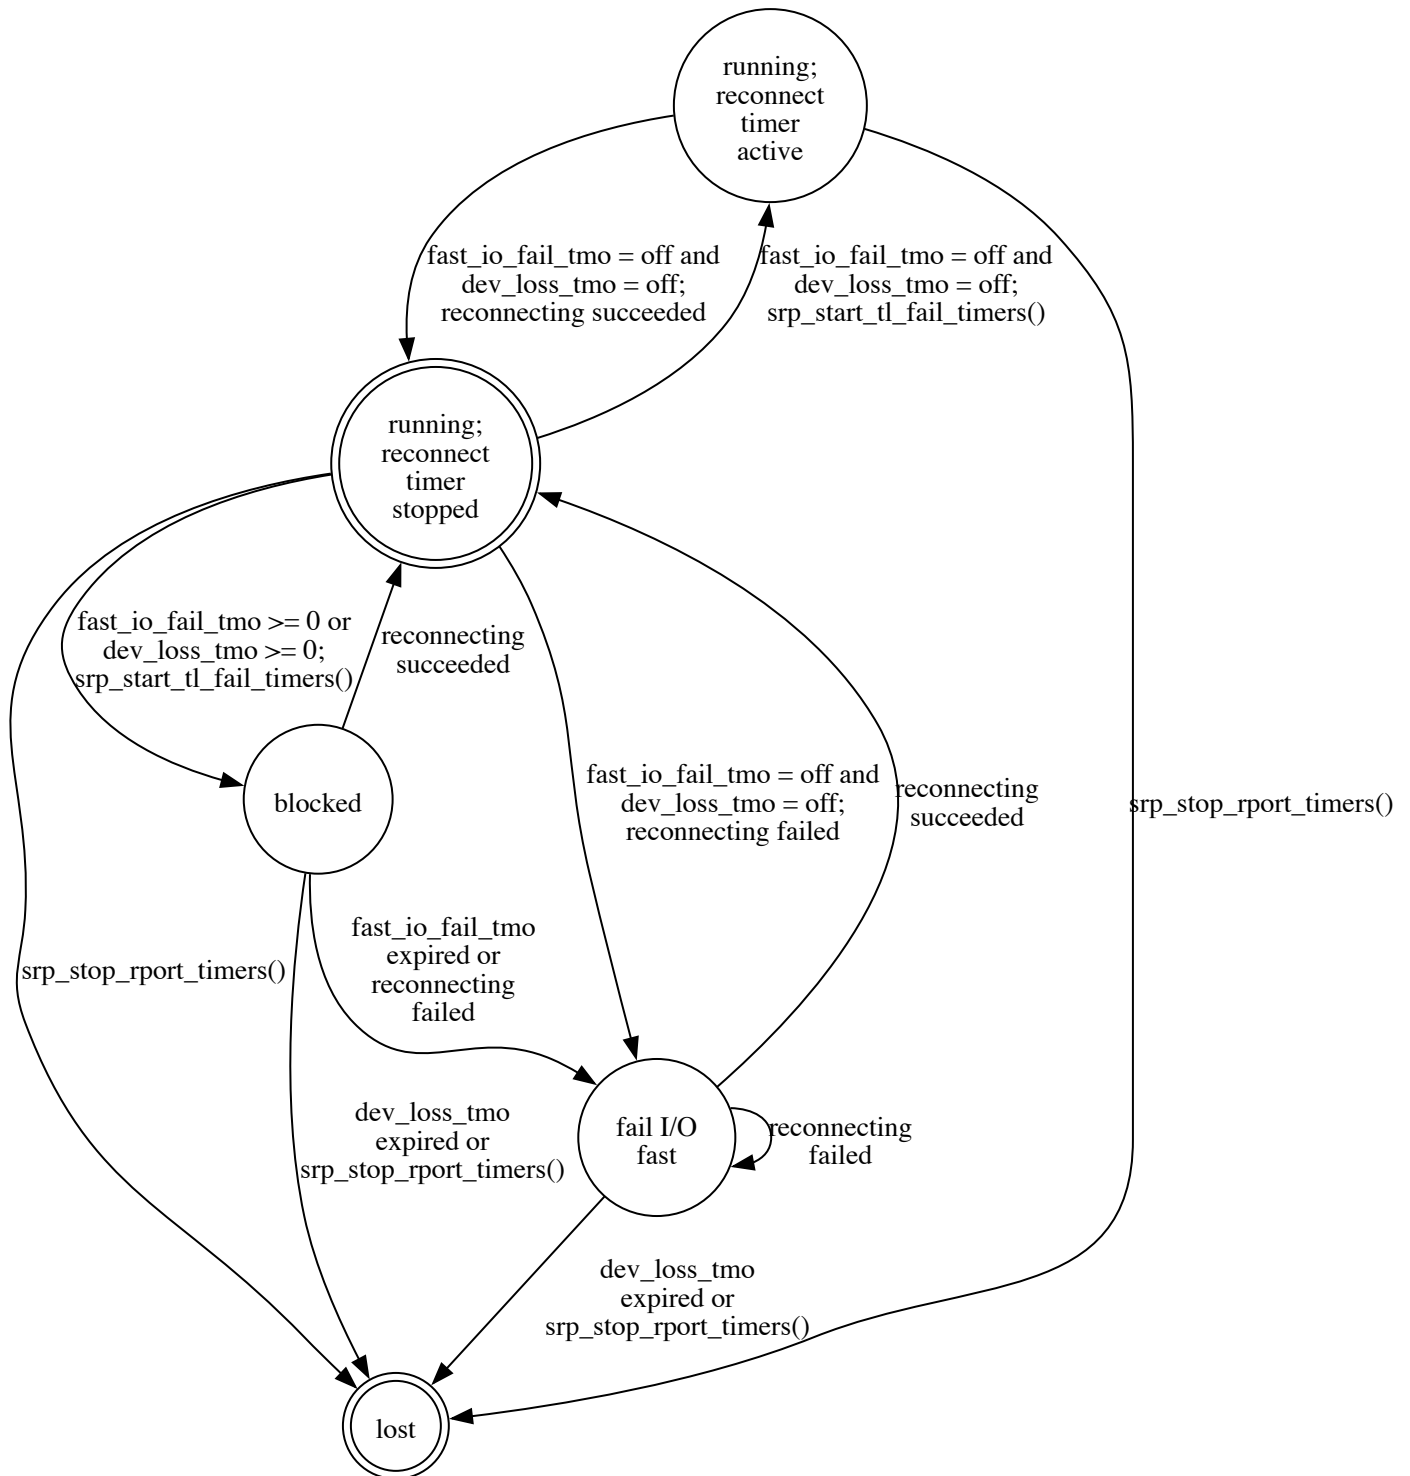 running;
reconnect
timer
active
fast_io_fail_tmo = off and
dev_loss_tmo = off;
reconnecting succeeded
fast_io_fail_tmo = off and
dev_loss_tmo = off;
srp_start_tl_fail_timers()
running;
reconnect
timer
stopped
fast_io_fail_tmo >= 0 or
dev_loss_tmo >= 0;
srp_start_tl_fail_timers()
reconnecting
succeeded
blocked
fast_io_fail_tmo = off and
dev_loss_tmo = off;
reconnecting failed
reconnecting
succeeded
srp_stop_rport_timers()
srp_stop_rport_timers()
fast_io_fail_tmo
expired or
reconnecting
failed
dev_loss_tmo
expired or
srp_stop_rport_timers()
fail I/O
fast
reconnecting
failed
dev_loss_tmo
expired or
srp_stop_rport_timers()
lost